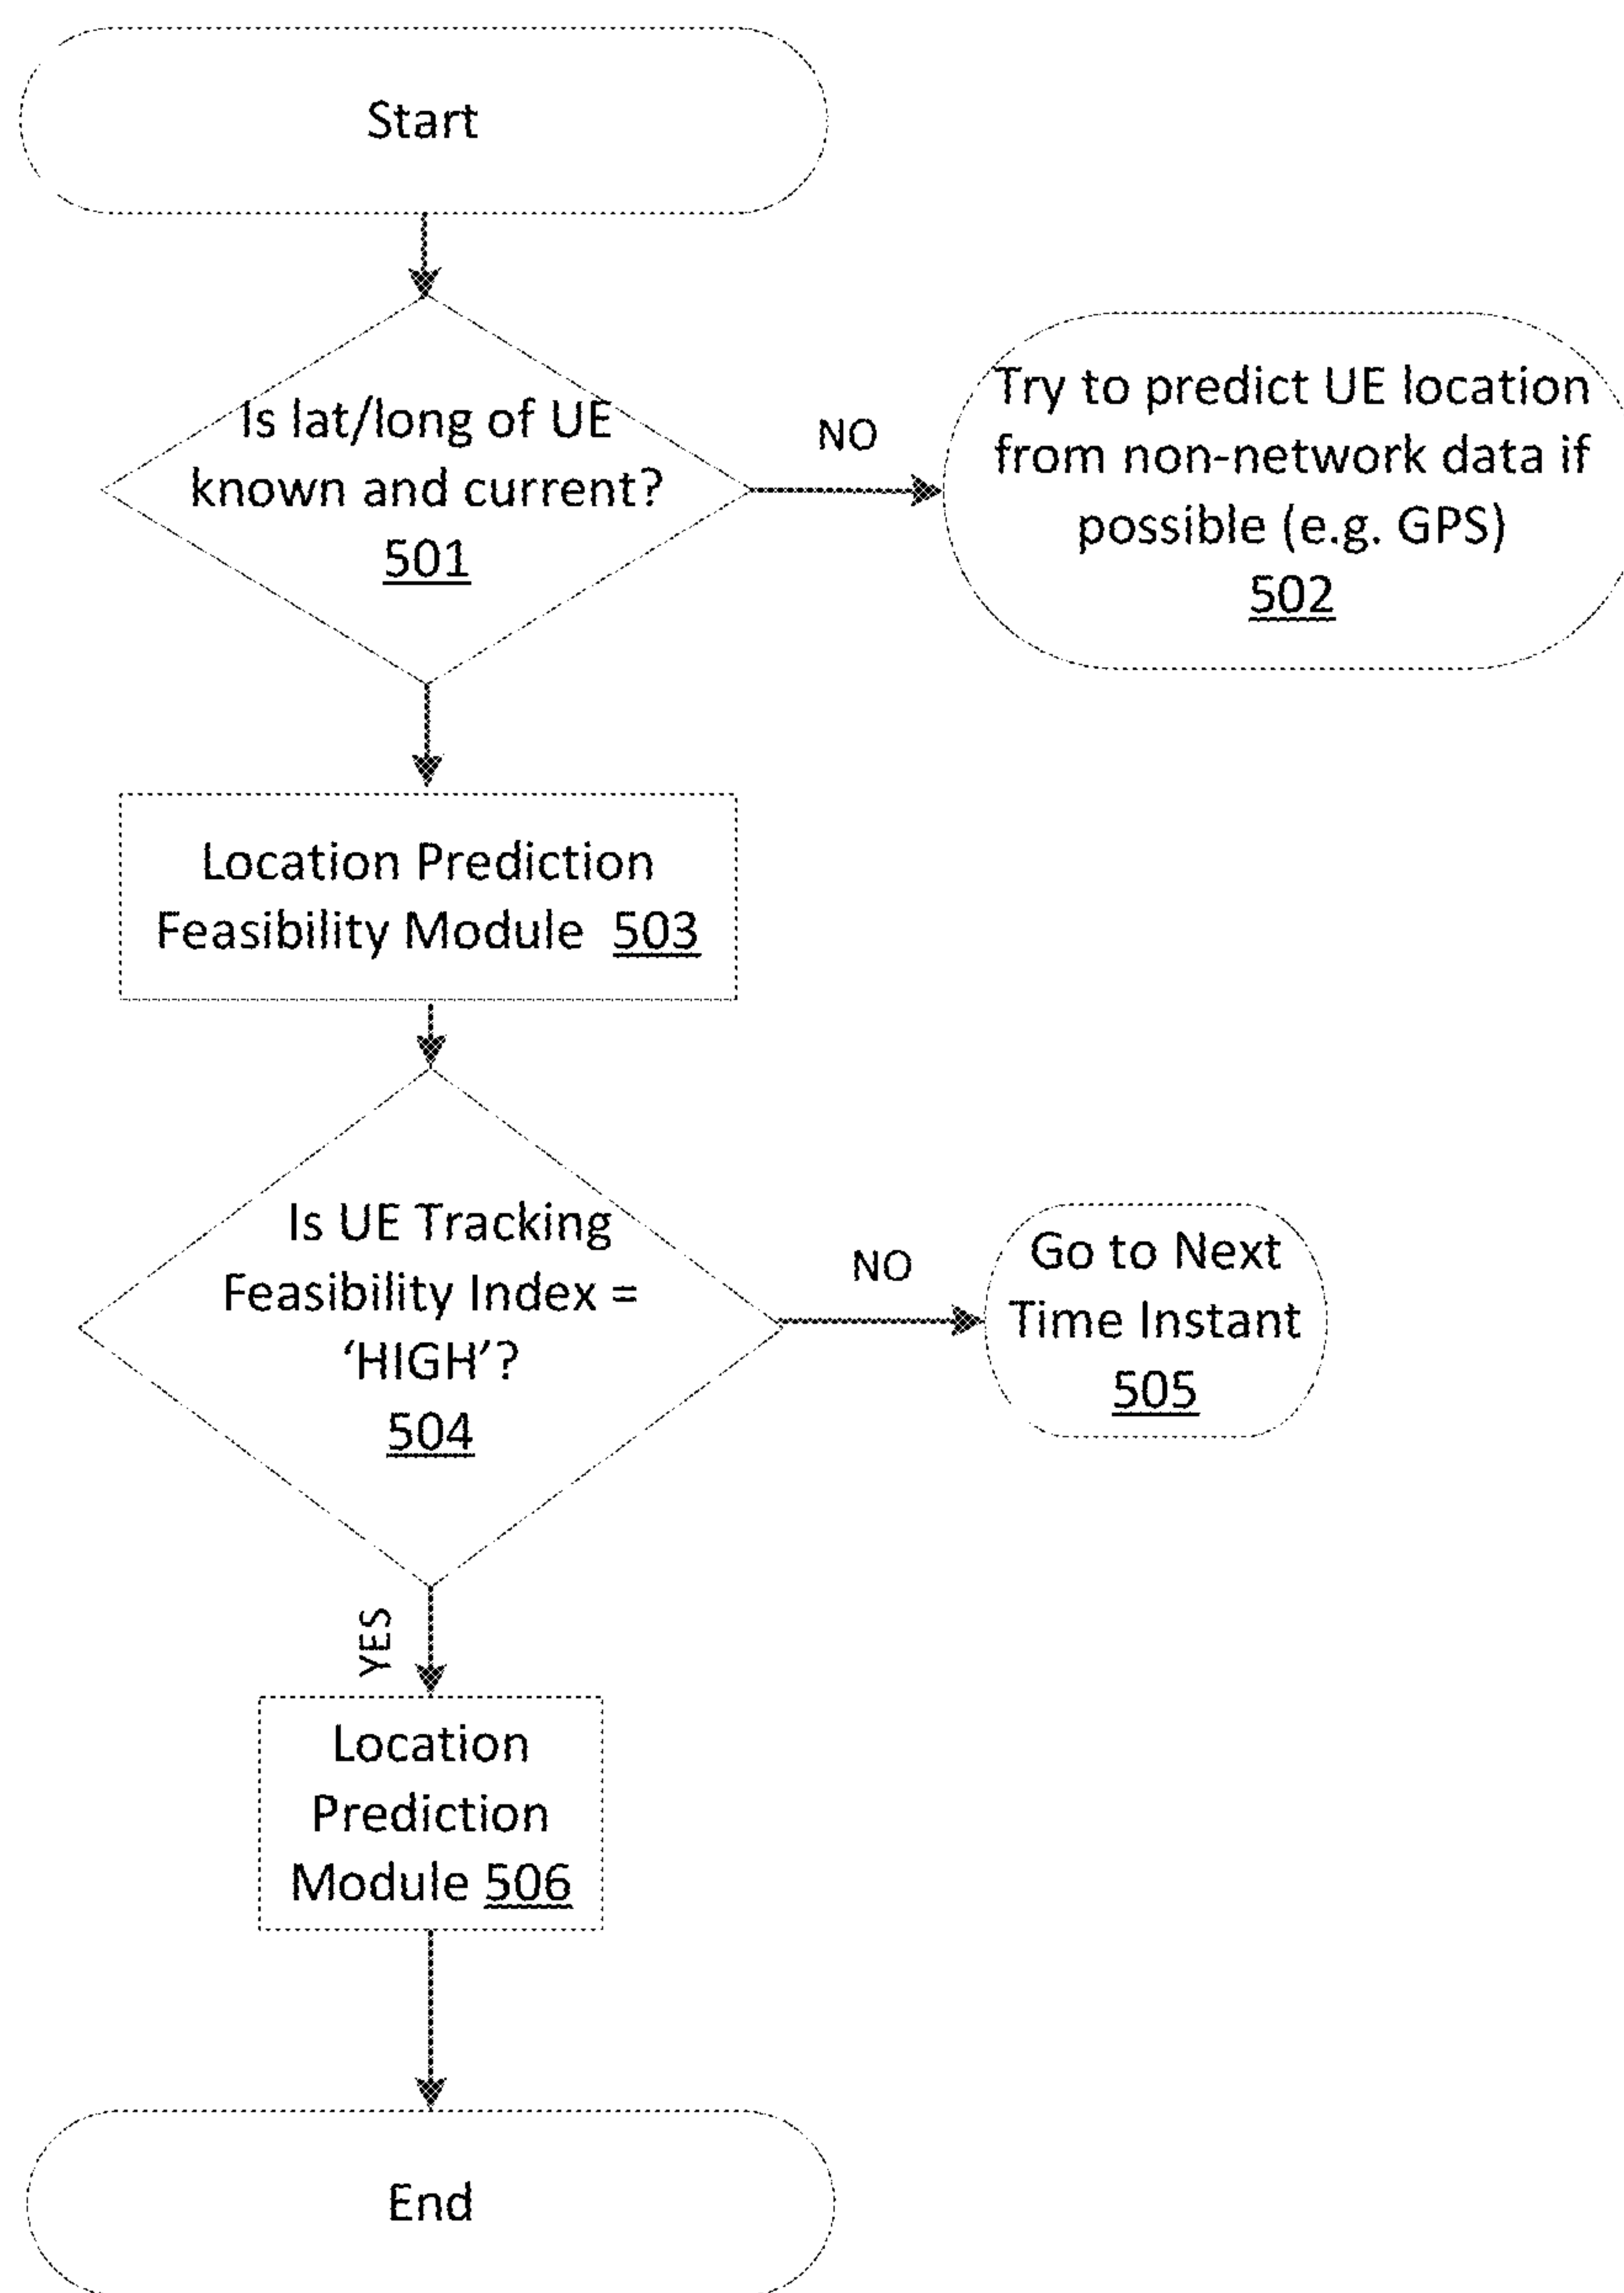 Start
Is lat/long of UE
known and current?
501
NO
Try to predict UE location
from non-network data if
possible (e.g. GPS)
502
Location Prediction
Feasibility Module 503
Is UE Tracking
Feasibility Index =
‘HIGH’?
504
NO
Go to Next
Time Instant
505
YES
Location
Prediction
Module 506
End